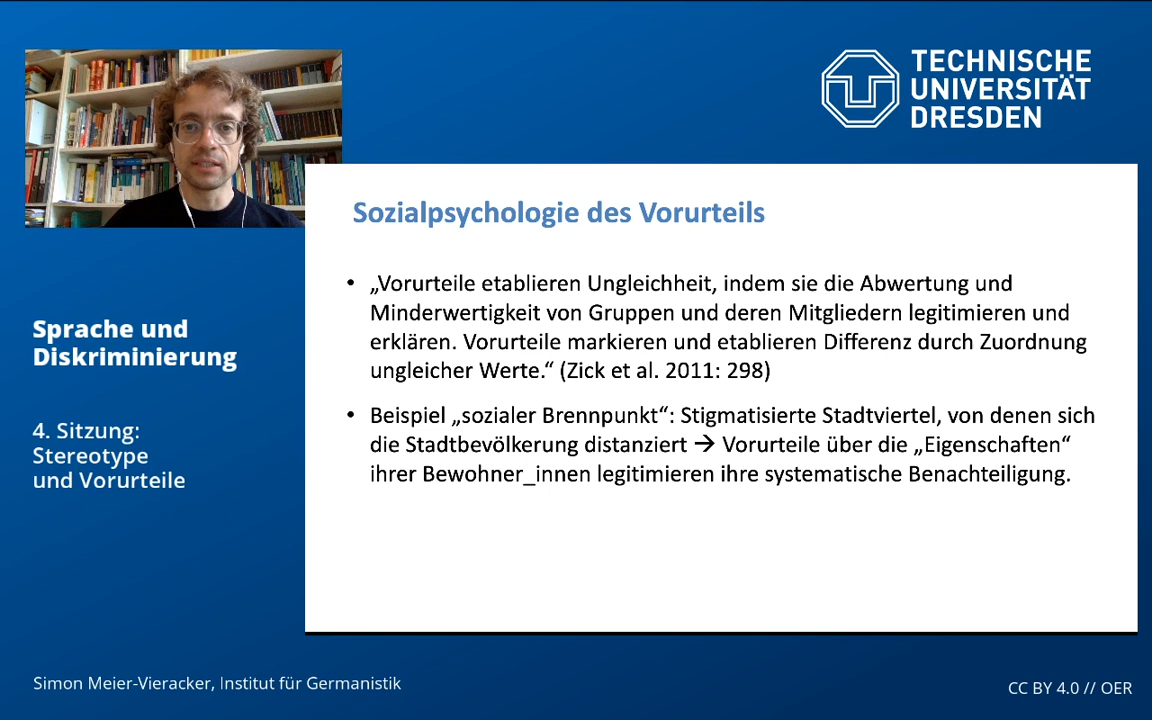 TECHNISCHE
UNIVERSITÄT
DRESDEN
Sozialpsychologie des Vorurteils
• „Vorurteile etablieren Ungleichheit, indem sie die Abwertung und
Minderwertigkeit von Gruppen und deren Mitgliedern legitimieren und
erklären. Vorurteile markieren und etablieren Differenz durch Zuordnung
ungleicher Werte.“ (Zick et al. 2011: 298)
• Beispiel „sozialer Brennpunkt“: Stigmatisierte Stadtviertel, von denen sich
die Stadtbevölkerung distanziert → Vorurteile über die „Eigenschaften“
ihrer Bewohner_innen legitimieren ihre systematische Benachteiligung.
Sprache und
Diskriminierung
4. Sitzung:
Stereotype
und Vorurteile
Simon Meier-Vieracker, Institut für Germanistik
CC BY 4.0 // OER